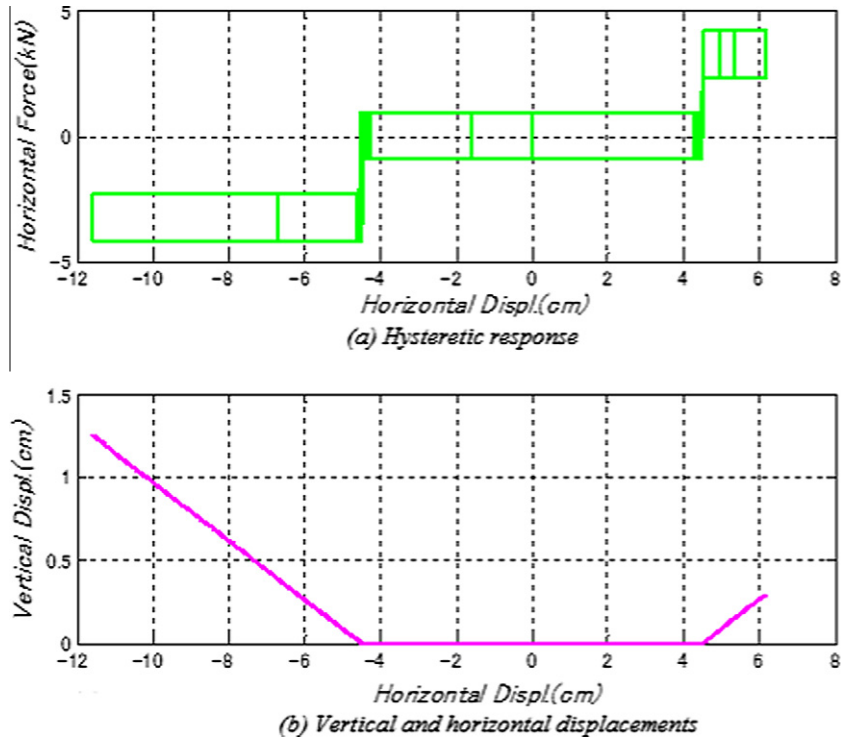 Horizontal Force(kN)
5
0
−5
−12 −10 −8 −6 −4 −2 0 2 4 6 8
Horizontal Displ.(cm)
(a) Hysteretic response
Vertical Displ.(cm)
1.5
1
0.5
0
−12 −10 −8 −6 −4 −2 0 2 4 6 8
Horizontal Displ.(cm)
(b) Vertical and horizontal displacements